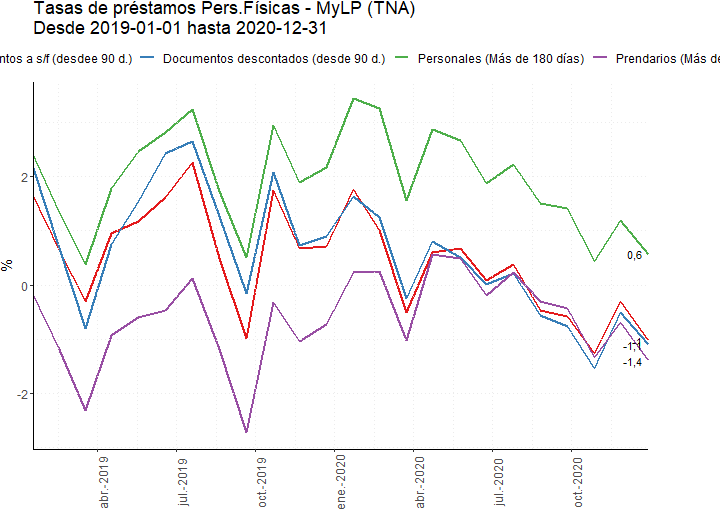 Tasas de préstamos Pers.Físicas - MyLP (TNA)
Desde 2019-01-01 hasta 2020-12-31
ntos a s/f (desdee 90 d.) Documentos descontados (desde 90 d.) Personales (Más de 180 días) Prendarios (Más de
%
2
0
-2
0,6
-1
-1,1
-1,4
abr.-2019
jul.-2019
oct.-2019
ene.-2020
abr.-2020
jul.-2020
oct.-2020